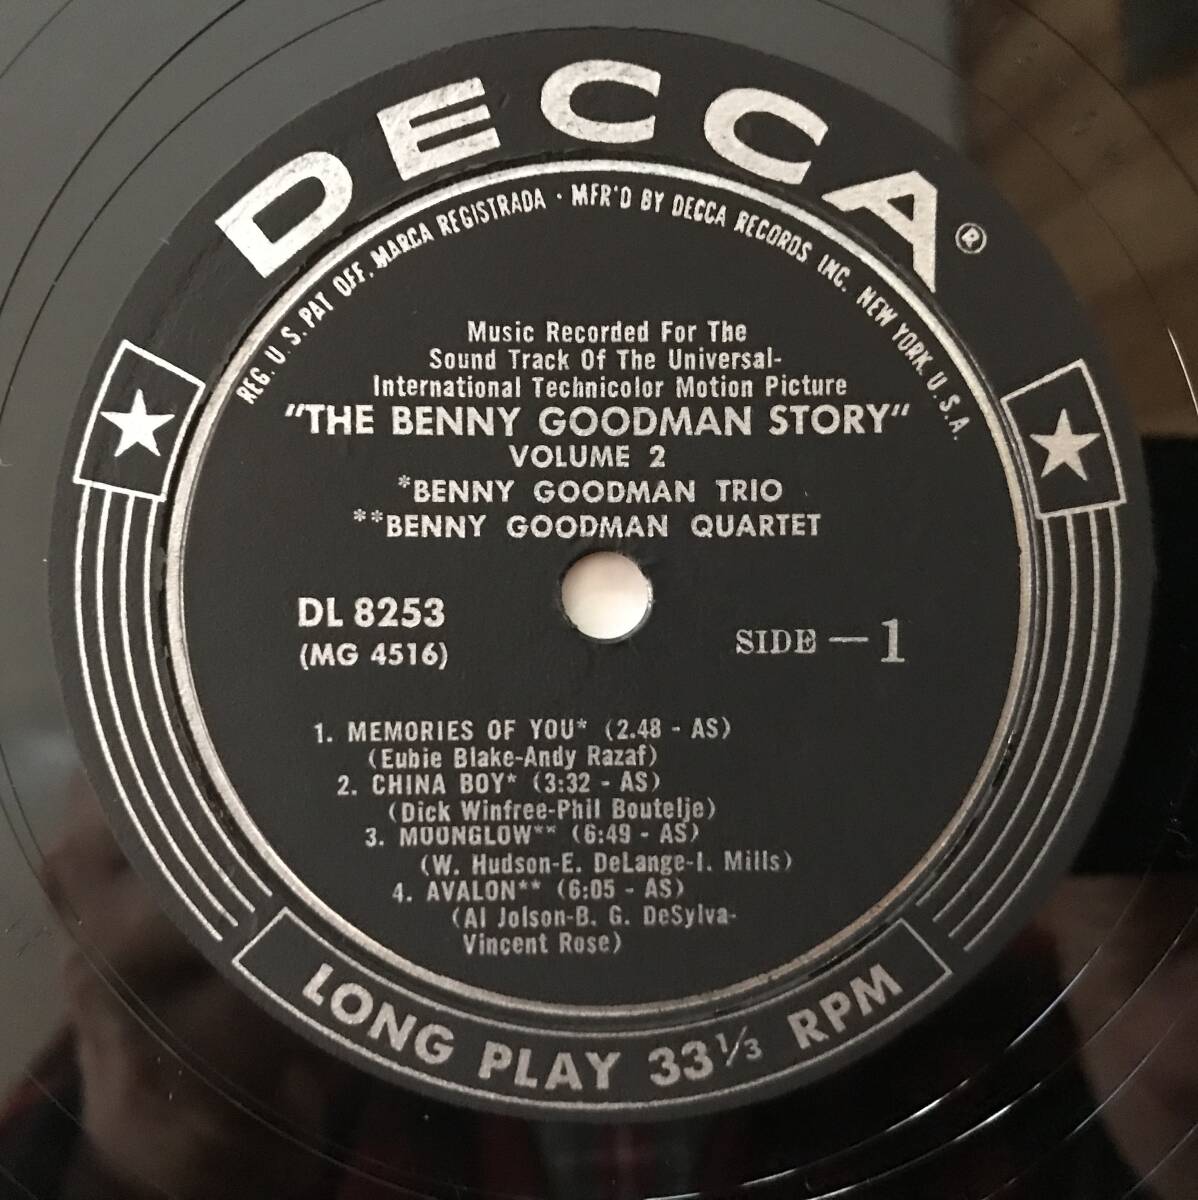 DECCA®
REG. U.S. PAT OFF. MARCA REGISTRADA · MFR'D BY DECCA RECORDS INC. NEW YORK, U.S.A.
Music Recorded For The
Sound Track Of The Universal-
International Technicolor Motion Picture
"THE BENNY GOODMAN STORY"
VOLUME 2
*BENNY GOODMAN TRIO
**BENNY GOODMAN QUARTET
DL 8253
(MG 4516)
SIDE — 1
1. MEMORIES OF YOU* (2.48 - AS)
(Eubie Blake-Andy Razaf)
2. CHINA BOY* (3:32 - AS)
(Dick Winfree-Phil Boutelje)
3. MOONGLOW** (6:49 - AS)
(W. Hudson-E. DeLange-I. Mills)
4. AVALON** (6:05 - AS)
(Al Jolson-B. G. DeSylva-
Vincent Rose)
LONG PLAY 33 1/3 RPM